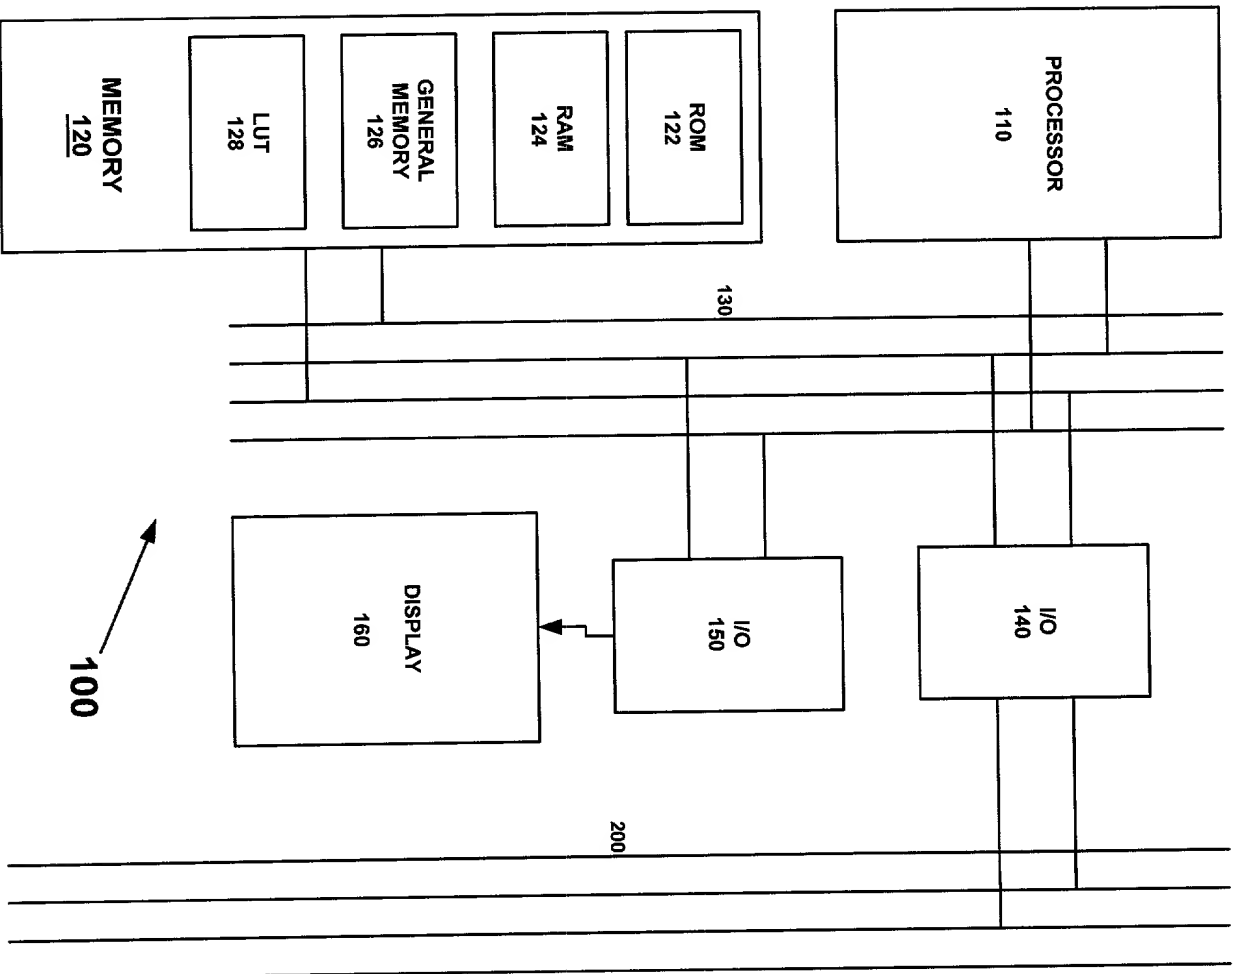 PROCESSOR
110
ROM
122
RAM
124
GENERAL
MEMORY
126
LUT
128
MEMORY
120
130
I/O
140
I/O
150
DISPLAY
160
200
100